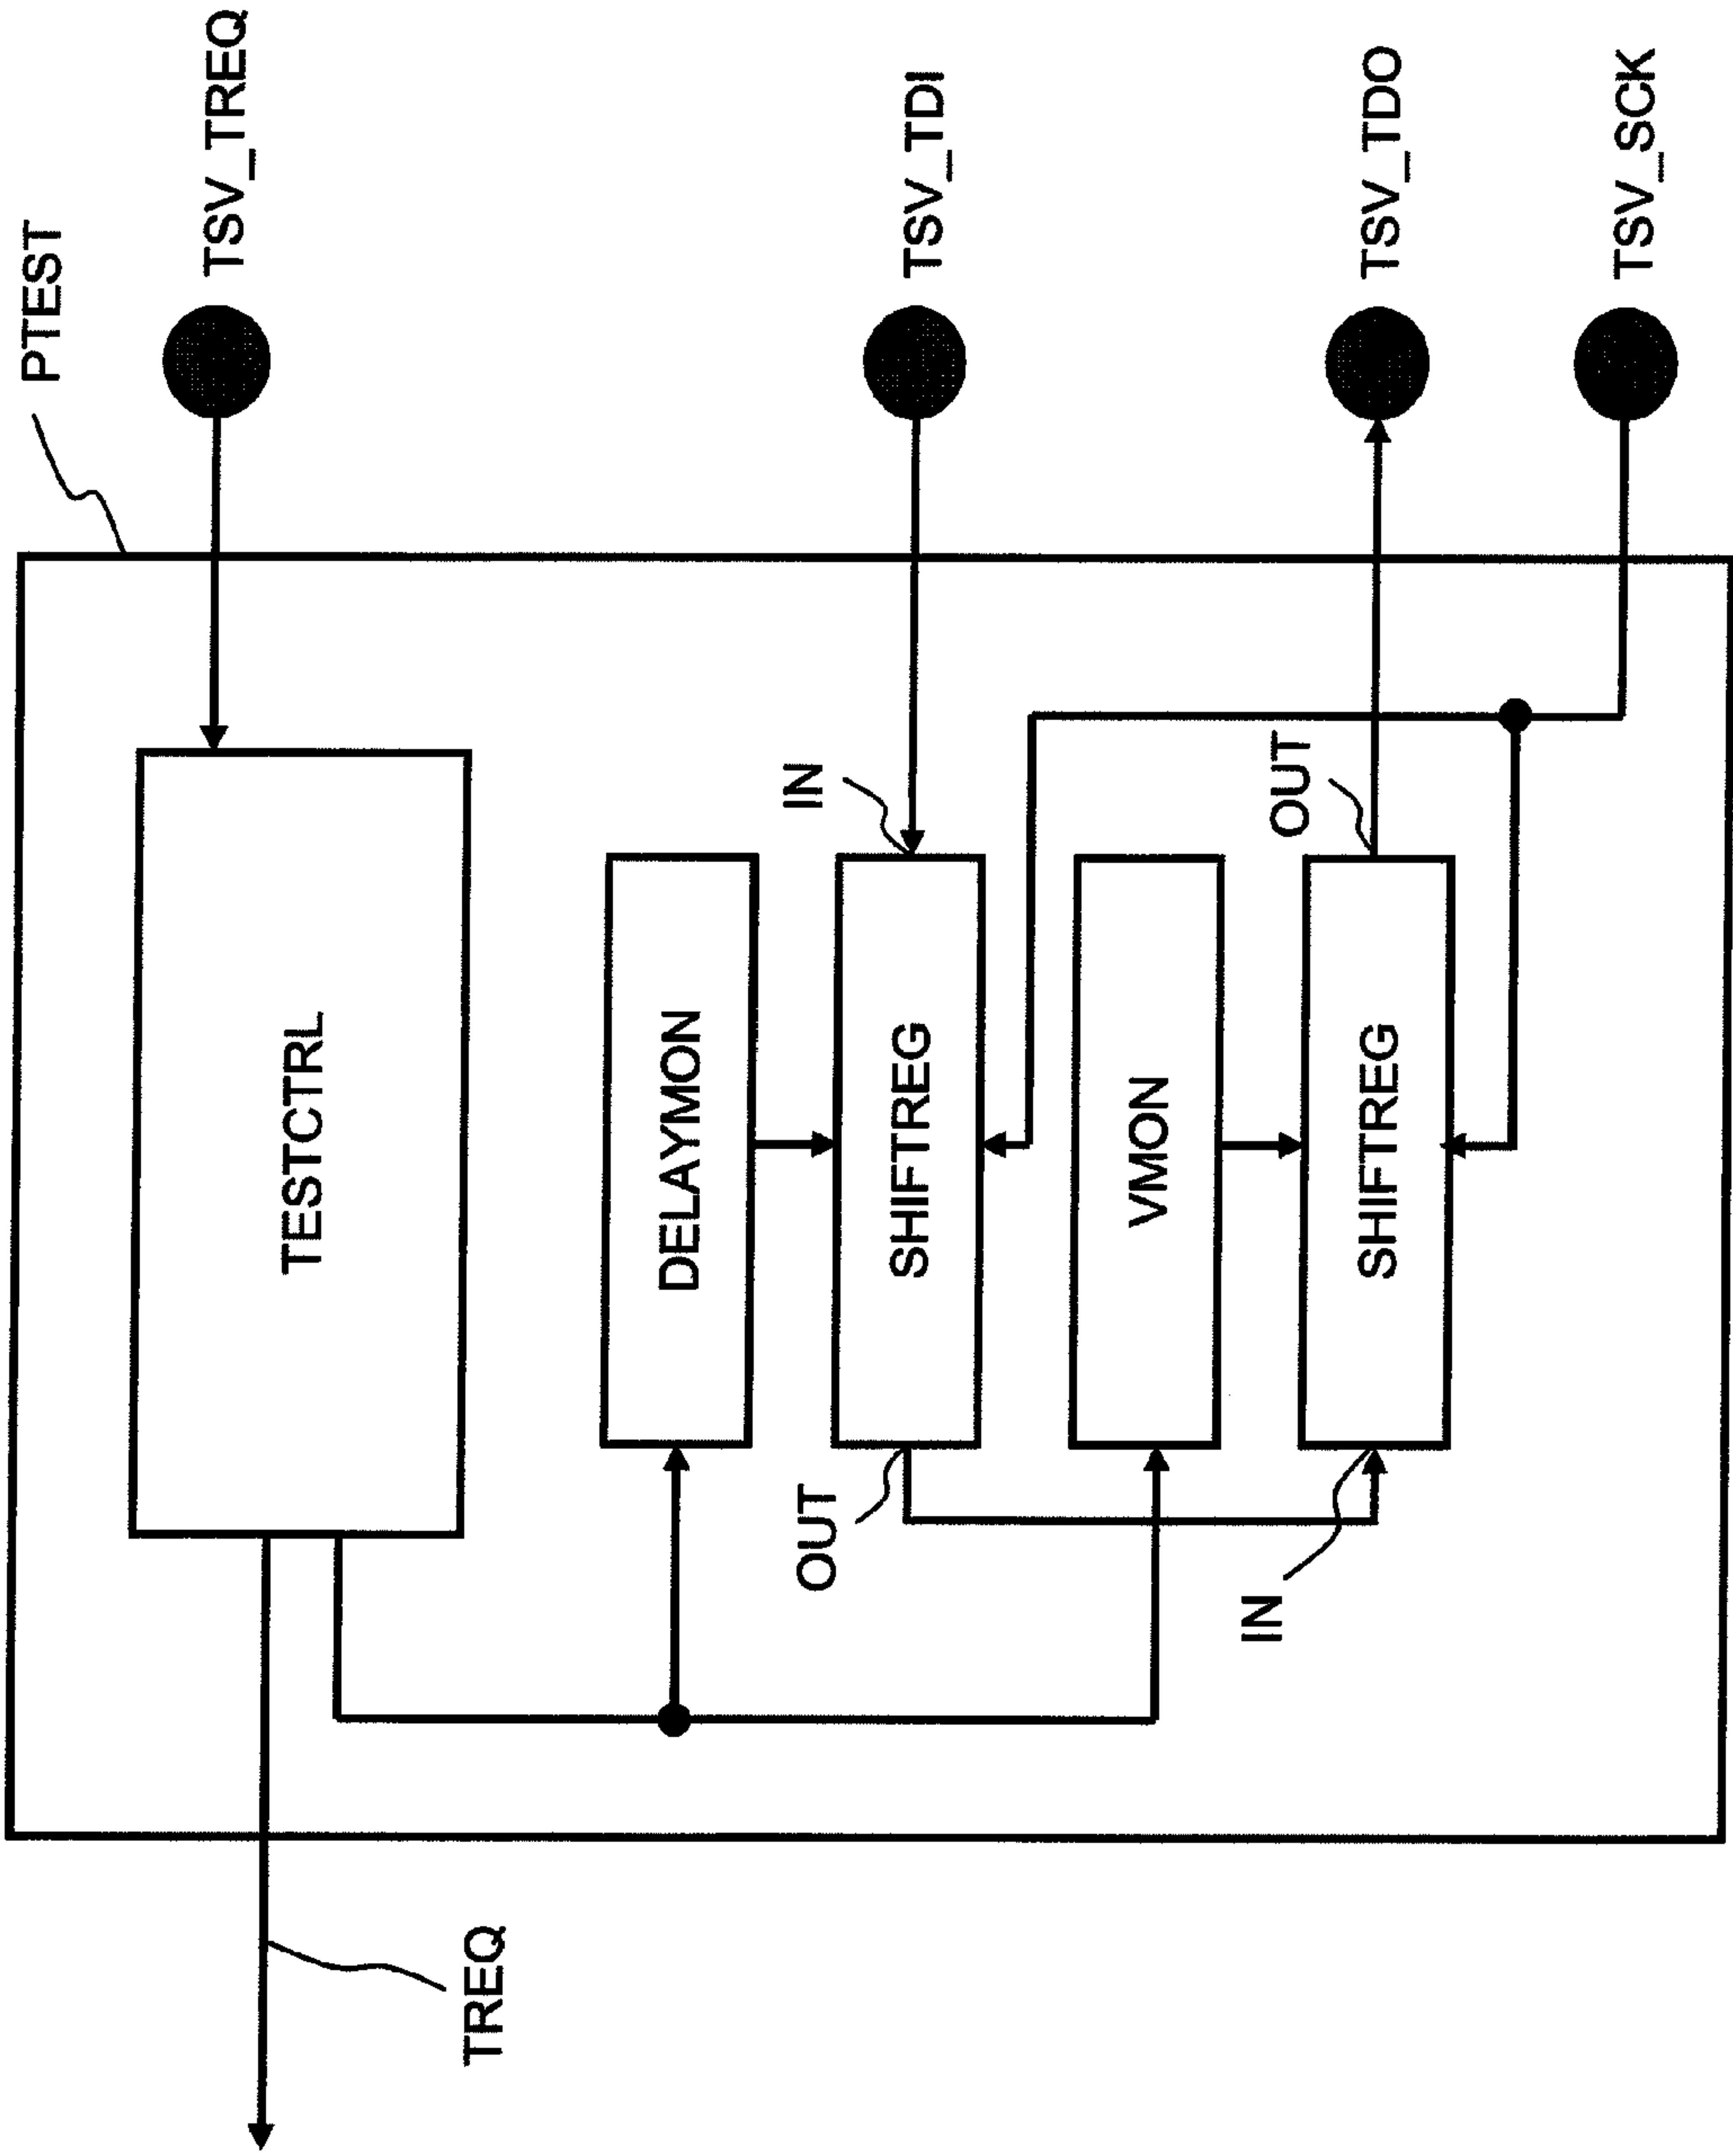 PTEST
TSV_TREQ
TSV_TDI
TSV_TDO
TSV_SCK
TESTCTRL
DELAYMON
IN
SHIFTREG
OUT
VMON
OUT
SHIFTREG
IN
TREQ